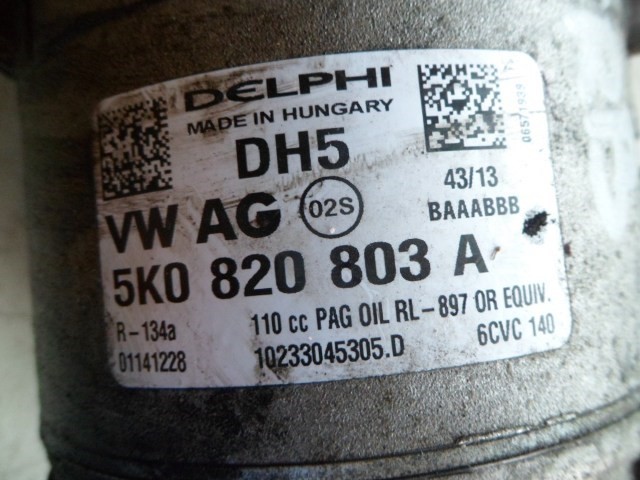 DELPHI
MADE IN HUNGARY
DH5
43/13
VW AG 02S BAAABBB
5K0 820 803 A
R-134a 110 cc PAG OIL RL-897 OR EQUIV.
01141228 10233045305.D 6CVC 140